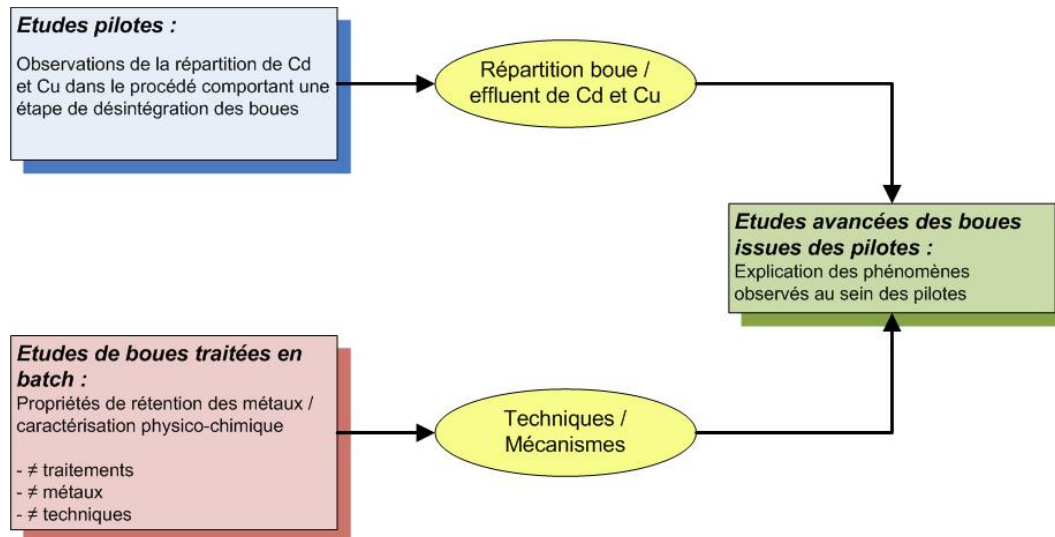 Etudes pilotes :
Observations de la répartition de Cd
et Cu dans le procédé comportant une
étape de désintégration des boues
Répartition boue /
effluent de Cd et Cu
Etudes avancées des boues
issues des pilotes :
Explication des phénomènes
observés au sein des pilotes
Etudes de boues traitées en
batch :
Propriétés de rétention des métaux /
caractérisation physico-chimique
- ≠ traitements
- ≠ métaux
- ≠ techniques
Techniques /
Mécanismes